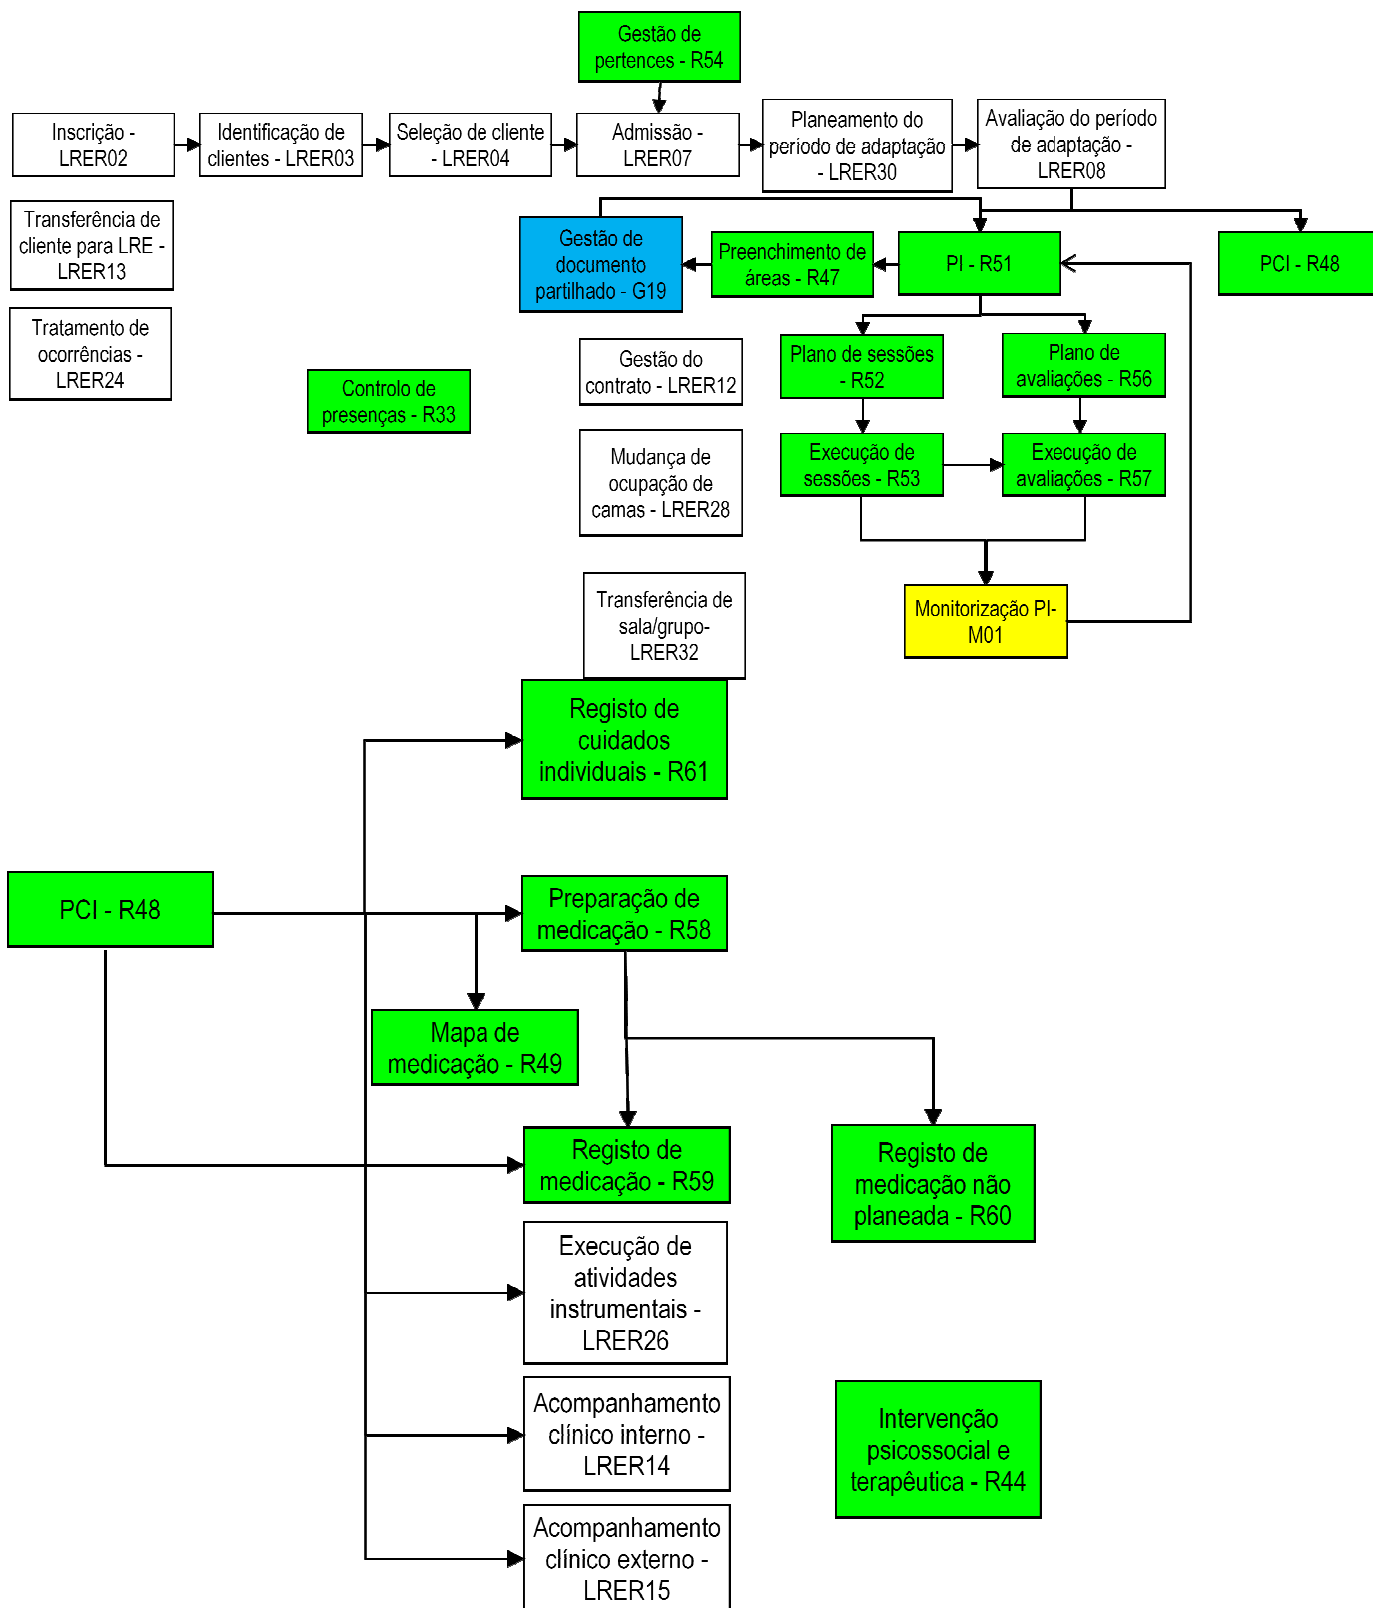 Gestão de
pertences - R54
Inscrição -
LRER02
Identificação de
clientes - LRER03
Seleção de cliente
- LRER04
Admissão -
LRER07
Planeamento do
período de adaptação
- LRER30
Avaliação do período
de adaptação -
LRER08
Transferência de
cliente para LRE -
LRER13
Gestão de
documento
partilhado - G19
Preenchimento de
áreas - R47
PI - R51
PCI - R48
Tratamento de
ocorrências -
LRER24
Controlo de
presenças - R33
Gestão do
contrato - LRER12
Plano de sessões
- R52
Plano de
avaliações - R56
Mudança de
ocupação de
camas - LRER28
Execução de
sessões - R53
Execução de
avaliações - R57
Transferência de
sala/grupo-
LRER32
Monitorização PI-
M01
Registo de
cuidados
individuais - R61
PCI - R48
Preparação de
medicação - R58
Mapa de
medicação - R49
Registo de
medicação - R59
Registo de
medicação não
planeada - R60
Execução de
atividades
instrumentais -
LRER26
Acompanhamento
clínico interno -
LRER14
Intervenção
psicossocial e
terapêutica - R44
Acompanhamento
clínico externo -
LRER15